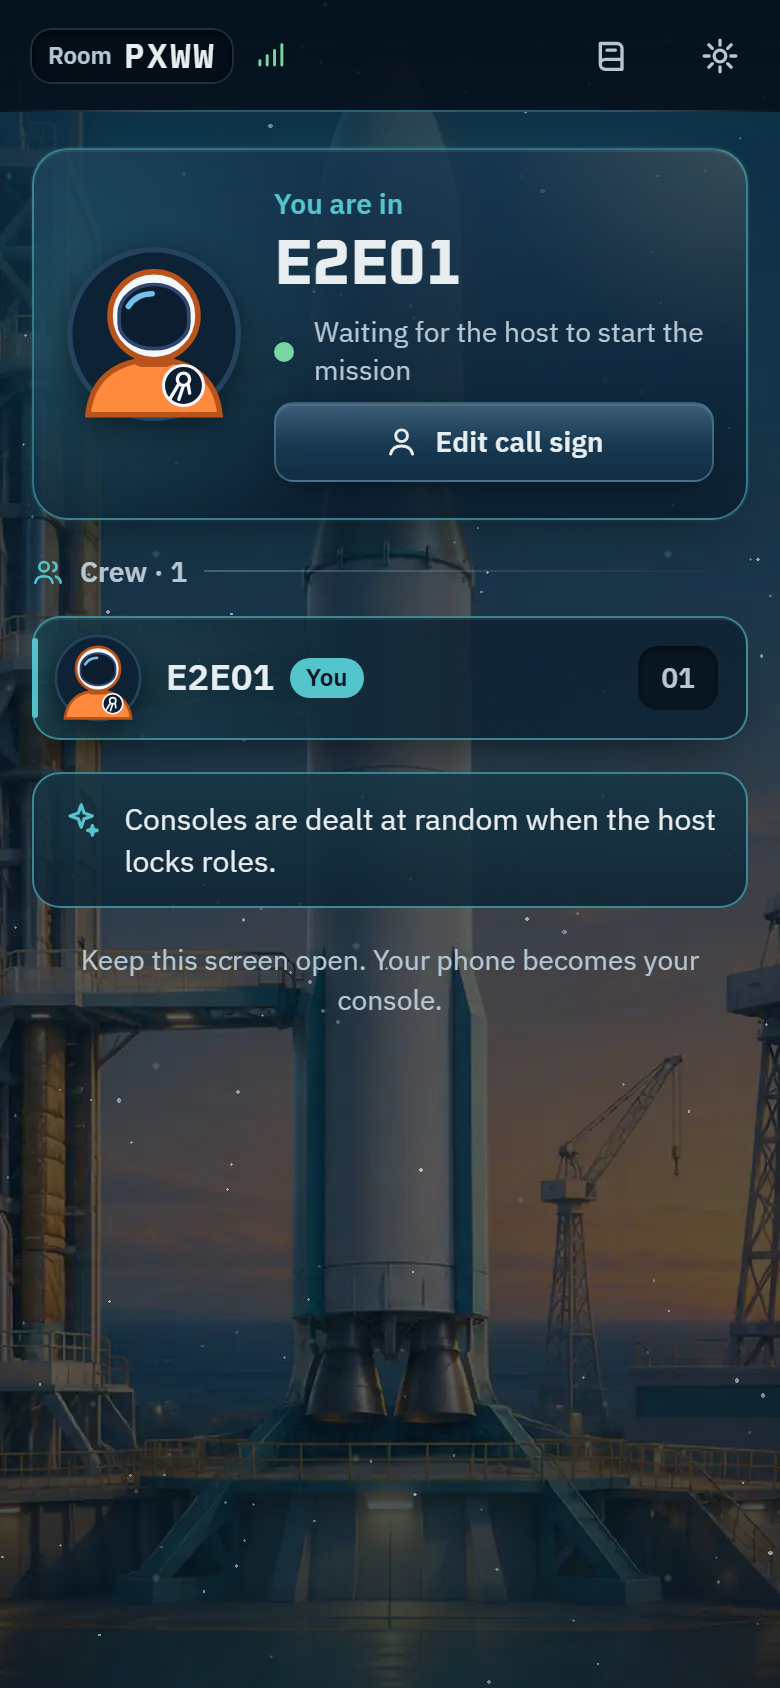 Room PXWW
You are in
E2E01
Waiting for the host to start the
mission
Edit call sign
Crew · 1
E2E01 You 01
Consoles are dealt at random when the host
locks roles.
Keep this screen open. Your phone becomes your
console.